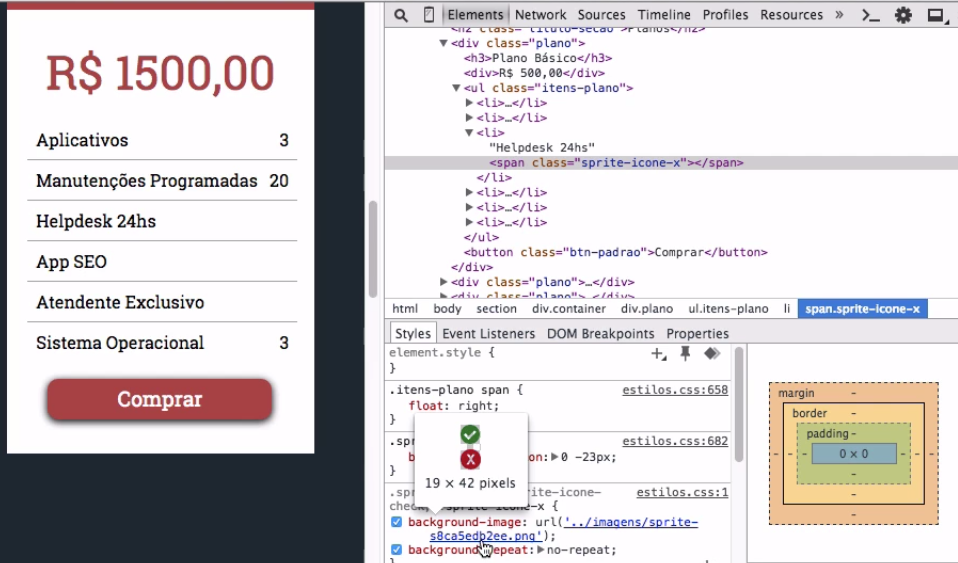 R$ 1500,00
Aplicativos 3
Manutenções Programadas 20
Helpdesk 24hs
App SEO
Atendente Exclusivo
Sistema Operacional 3
Comprar
Elements Network Sources Timeline Profiles Resources »
<h2 class="titulo-secao">Planos</h2>
▼<div class="plano">
<h3>Plano Básico</h3>
<div>R$ 500,00</div>
▼<ul class="itens-plano">
▶<li>…</li>
▶<li>…</li>
▼<li>
"Helpdesk 24hs"
<span class="sprite-icone-x"></span>
</li>
▶<li>…</li>
▶<li>…</li>
▶<li>…</li>
</ul>
<button class="btn-padrao">Comprar</button>
</div>
▶<div class="plano">…</div>
▶<div class="plano">…</div>
html body section div.container div.plano ul.itens-plano li span.sprite-icone-x
Styles Event Listeners DOM Breakpoints Properties
element.style {
}
.itens-plano span { estilos.css:658
float: right;
}
.spr estilos.css:682
b on:▶0 -23px;
}
.sp rite-icone- estilos.css:1
check, .sprite-icone-x {
background-image: url('../imagens/sprite-
s8ca5edb2ee.png');
background-repeat:▶no-repeat;
}
19 × 42 pixels
margin -
border -
padding -
- - - 0 × 0 - - -
-
-
-